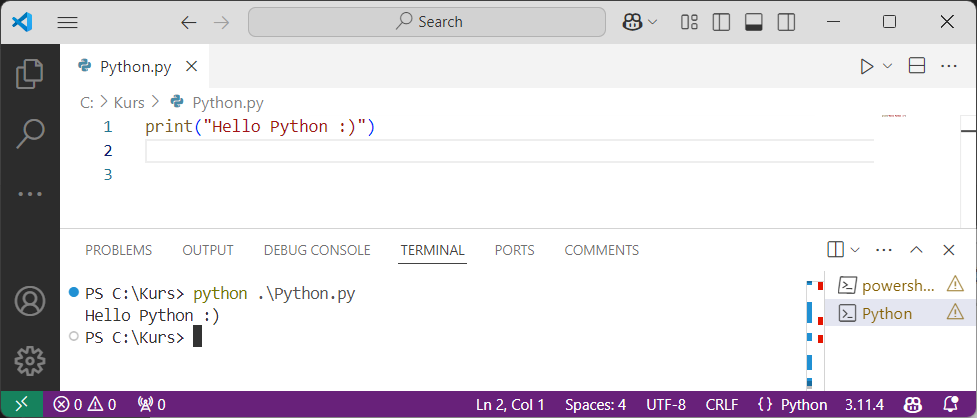 Search
Python.py
C: > Kurs > Python.py
1 print("Hello Python :)")
2
3
PROBLEMS OUTPUT DEBUG CONSOLE TERMINAL PORTS COMMENTS
PS C:\Kurs> python .\Python.py
Hello Python :)
PS C:\Kurs>
powersh...
Python
0 0 0 Ln 2, Col 1 Spaces: 4 UTF-8 CRLF {} Python 3.11.4